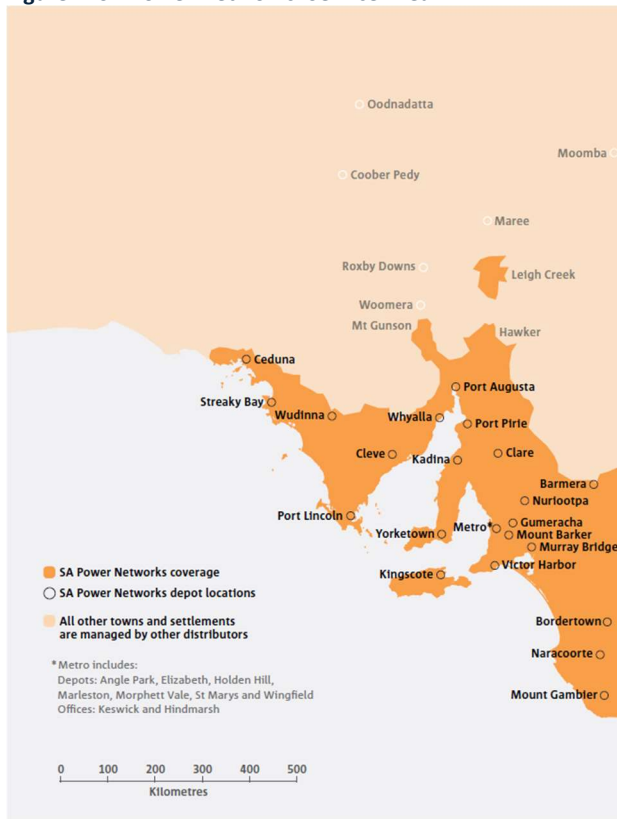 Oodnadatta
Moomba
Coober Pedy
Maree
Roxby Downs
Leigh Creek
Woomera
Mt Gunson
Hawker
Ceduna
Port Augusta
Streaky Bay
Wudinna
Whyalla
Port Pirie
Cleve
Kadina
Clare
Barmera
Nuriootpa
Port Lincoln
Gumeracha
Metro*
Yorketown
Mount Barker
Murray Bridge
Victor Harbor
Kingscote
SA Power Networks coverage
SA Power Networks depot locations
All other towns and settlements
are managed by other distributors
Bordertown
Naracoorte
Mount Gambier
*Metro includes:
Depots: Angle Park, Elizabeth, Holden Hill,
Marleston, Morphett Vale, St Marys and Wingfield
Offices: Keswick and Hindmarsh
0 100 200 300 400 500
Kilometres